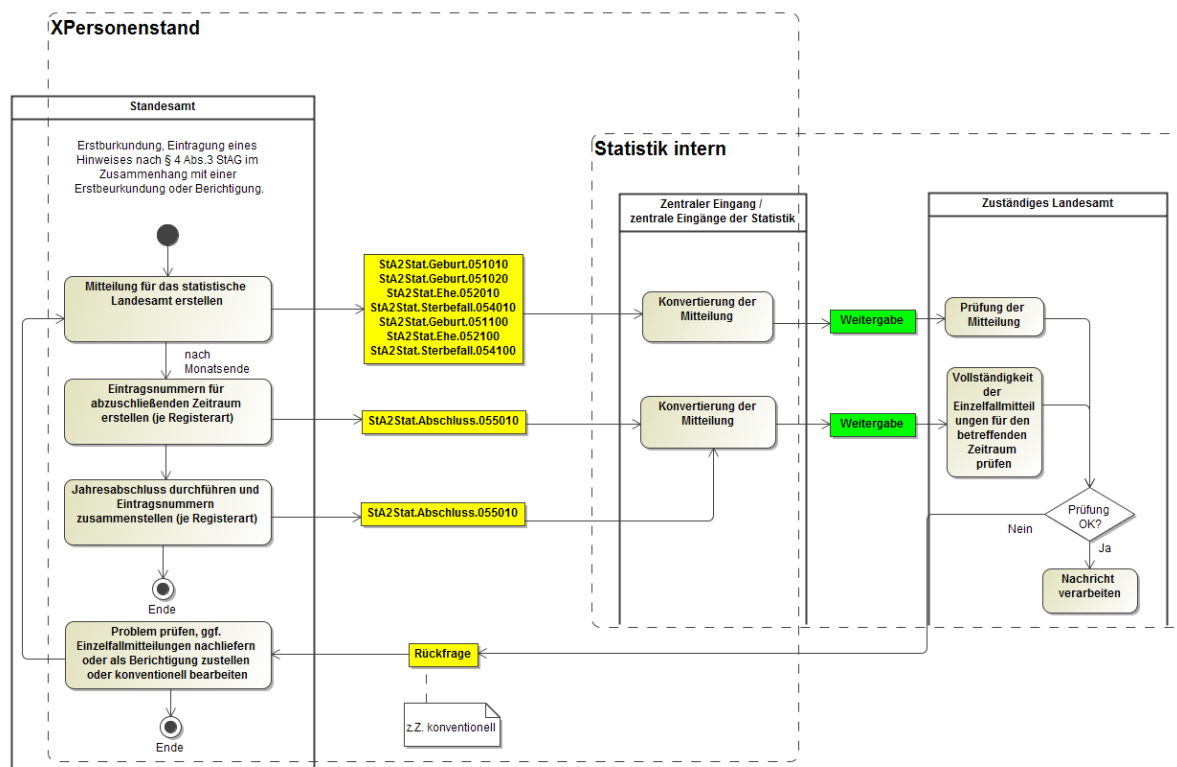 XPersonenstand
Standesamt
Erstburkundung, Eintragung eines
Hinweises nach § 4 Abs.3 StAG im
Zusammenhang mit einer
Erstbeurkundung oder Berichtigung.
Mitteilung für das statistische
Landesamt erstellen
nach
Monatsende
Eintragsnummern für
abzuschließenden Zeitraum
erstellen (je Registerart)
Jahresabschluss durchführen und
Eintragsnummern
zusammenstellen (je Registerart)
Ende
Problem prüfen, ggf.
Einzelfallmitteilungen nachliefern
oder als Berichtigung zustellen
oder konventionell bearbeiten
Ende
StA2Stat.Geburt.051010
StA2Stat.Geburt.051020
StA2Stat.Ehe.052010
StA2Stat.Sterbefall.054010
StA2Stat.Geburt.051100
StA2Stat.Ehe.052100
StA2Stat.Sterbefall.054100
StA2Stat.Abschluss.055010
StA2Stat.Abschluss.055010
Rückfrage
z.Z. konventionell
Statistik intern
Zentraler Eingang /
zentrale Eingänge der Statistik
Konvertierung der
Mitteilung
Konvertierung der
Mitteilung
Weitergabe
Weitergabe
Zuständiges Landesamt
Prüfung der
Mitteilung
Vollständigkeit
der
Einzelfallmitteil
ungen für den
betreffenden
Zeitraum
prüfen
Prüfung
OK?
Nein
Ja
Nachricht
verarbeiten